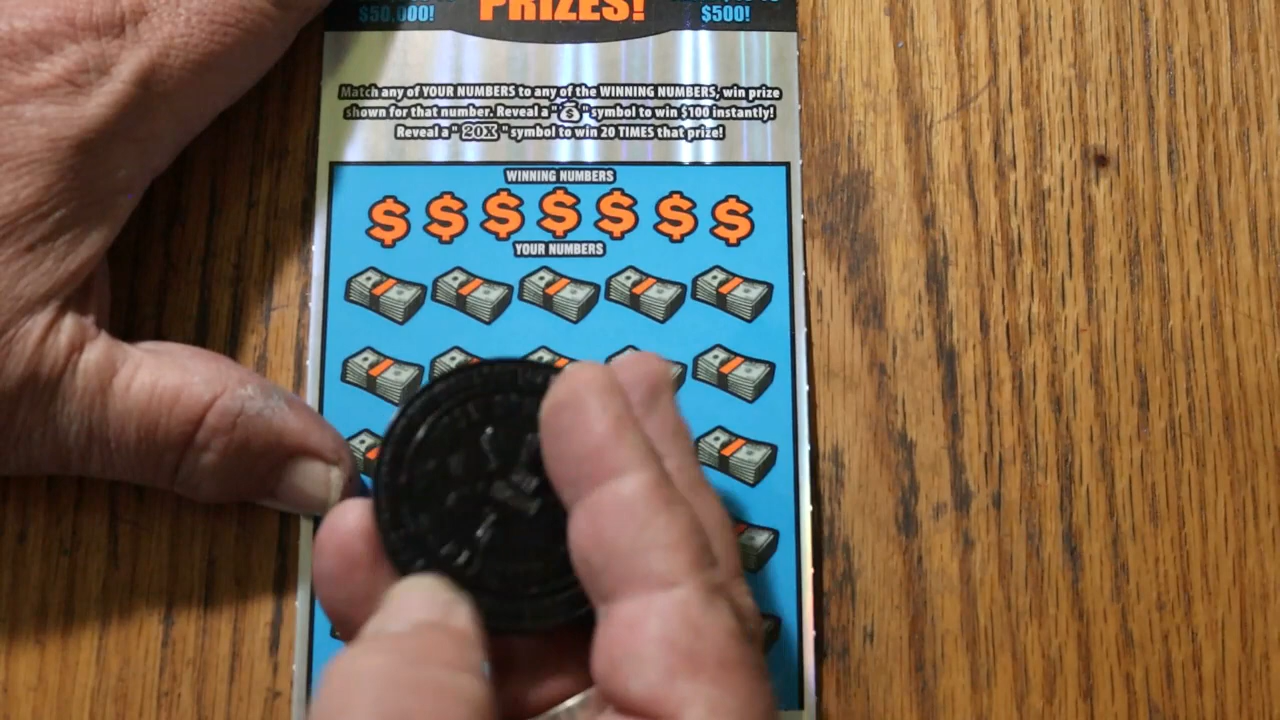 $50,000!
PRIZES!
$500!
Match any of YOUR NUMBERS to any of the WINNING NUMBERS, win prize
shown for that number. Reveal a " $ " symbol to win $100 instantly!
Reveal a " 20X " symbol to win 20 TIMES that prize!
WINNING NUMBERS
$ $ $ $ $ $ $
YOUR NUMBERS